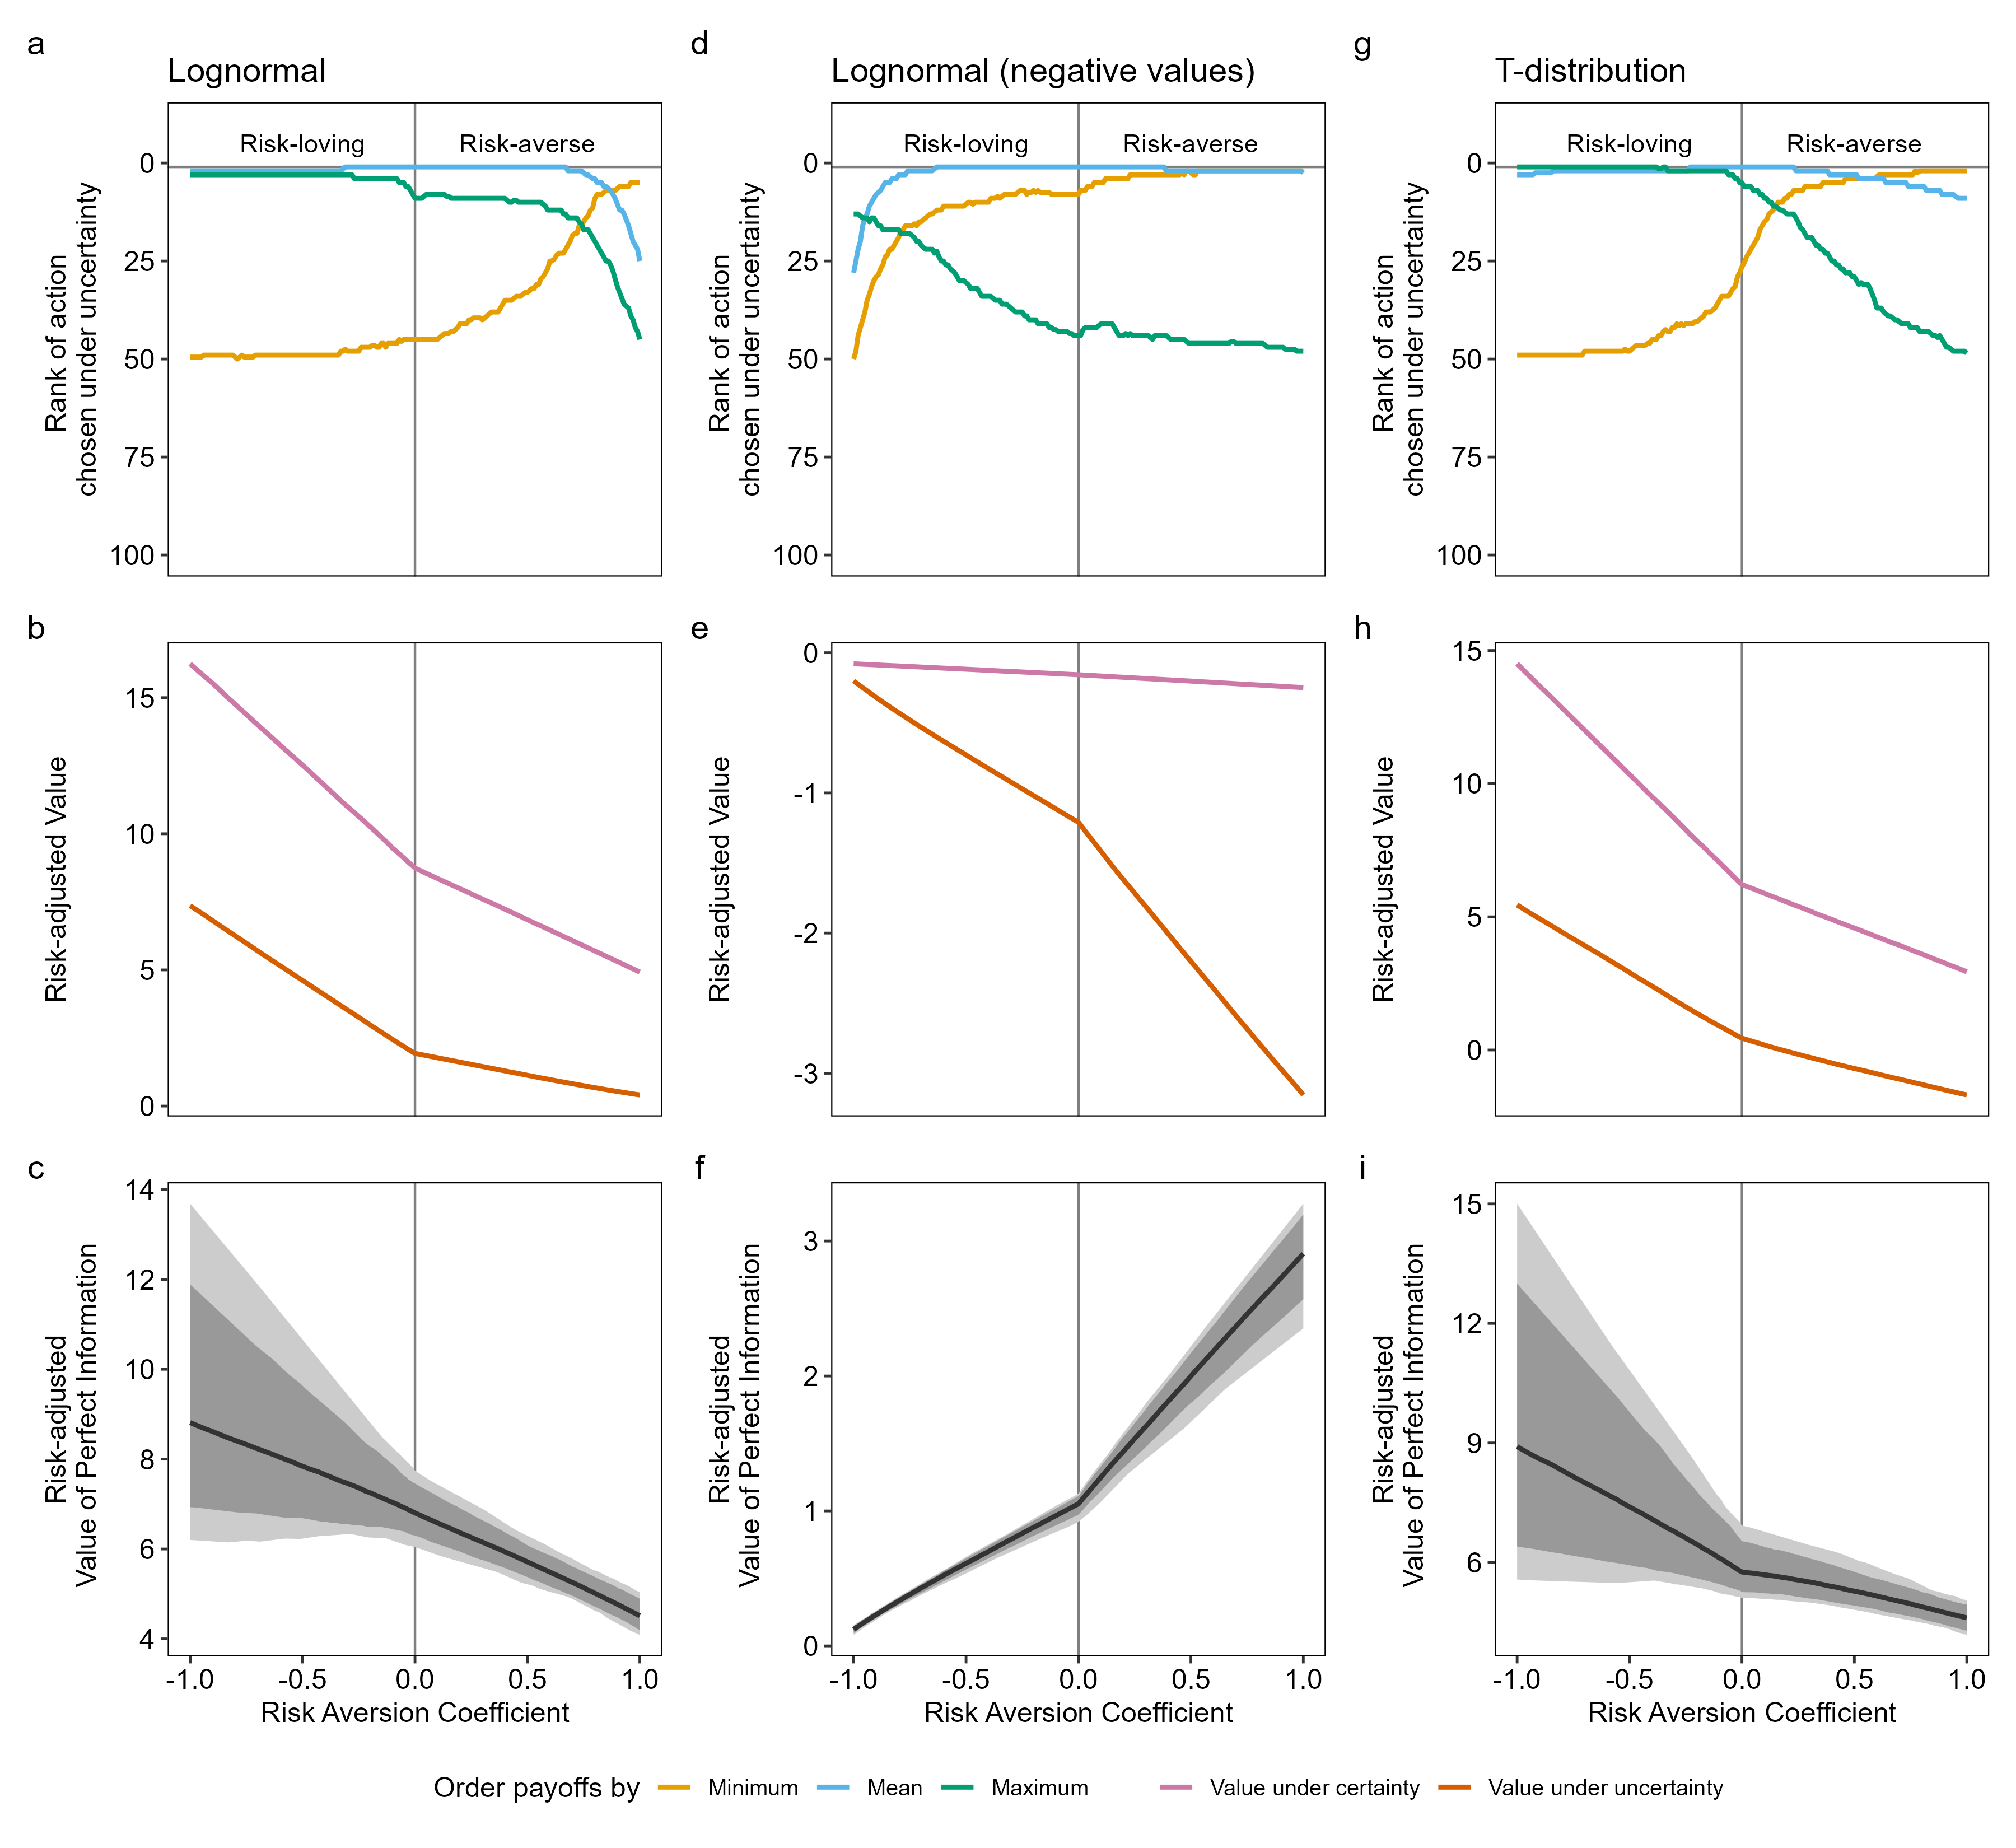 a
Lognormal
Risk-loving
Risk-averse
0
25
50
75
100
Rank of action
chosen under uncertainty
d
Lognormal (negative values)
Risk-loving
Risk-averse
0
25
50
75
100
Rank of action
chosen under uncertainty
g
T-distribution
Risk-loving
Risk-averse
0
25
50
75
100
Rank of action
chosen under uncertainty
b
15
10
5
0
Risk-adjusted Value
e
0
-1
-2
-3
Risk-adjusted Value
h
15
10
5
0
Risk-adjusted Value
c
14
12
10
8
6
4
Risk-adjusted
Value of Perfect Information
-1.0 -0.5 0.0 0.5 1.0
Risk Aversion Coefficient
f
3
2
1
0
Risk-adjusted
Value of Perfect Information
-1.0 -0.5 0.0 0.5 1.0
Risk Aversion Coefficient
i
15
12
9
6
Risk-adjusted
Value of Perfect Information
-1.0 -0.5 0.0 0.5 1.0
Risk Aversion Coefficient
Order payoffs by Minimum Mean Maximum Value under certainty Value under uncertainty